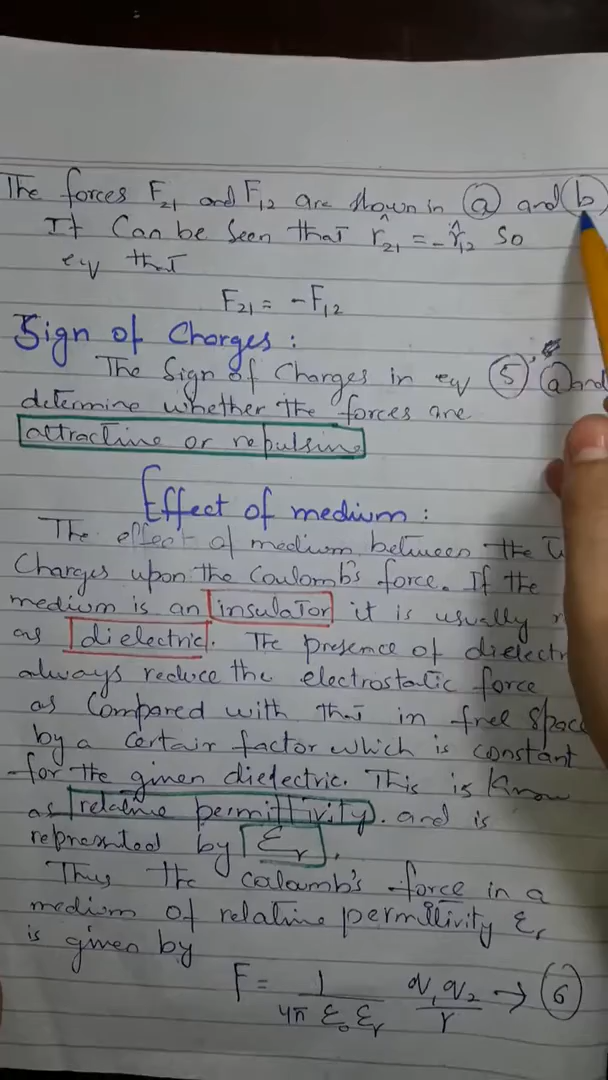 The forces F₂₁ and F₁₂ are shown in (a) and (b)
It Can be Seen that r̂₂₁ = -r̂₁₂ so
eq that
F₂₁ = -F₁₂
Sign of Charges :
The Sign of Charges in eq (5) (a) and
determine whether the forces are
attractive or repulsive
Effect of medium :
The effect of medium between the
Charges upon the Coulomb's force. If the
medium is an insulator it is usually
as dielectric. The presence of dielectr
always reduce the electrostatic force
as Compared with that in free space
by a certain factor which is constant
for the given dielectric. This is Know
as relative permittivity. and is
represented by εr.
Thus the calamb's force in a
medium of relative permittivity εr
is given by
F = 1/(4π ε₀ εr) q₁ q₂/r → (6)